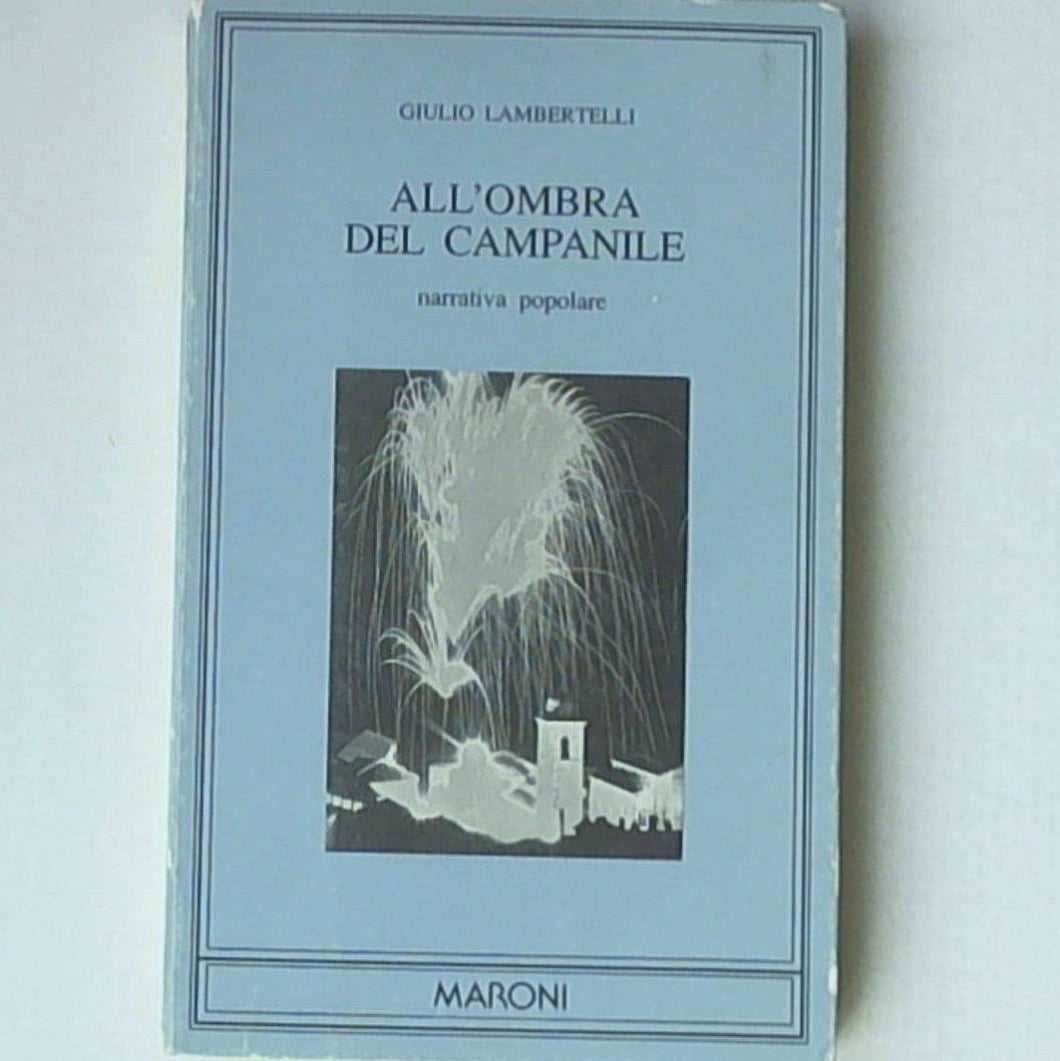 GIULIO LAMBERTELLI
ALL'OMBRA
DEL CAMPANILE
narrativa popolare
MARONI